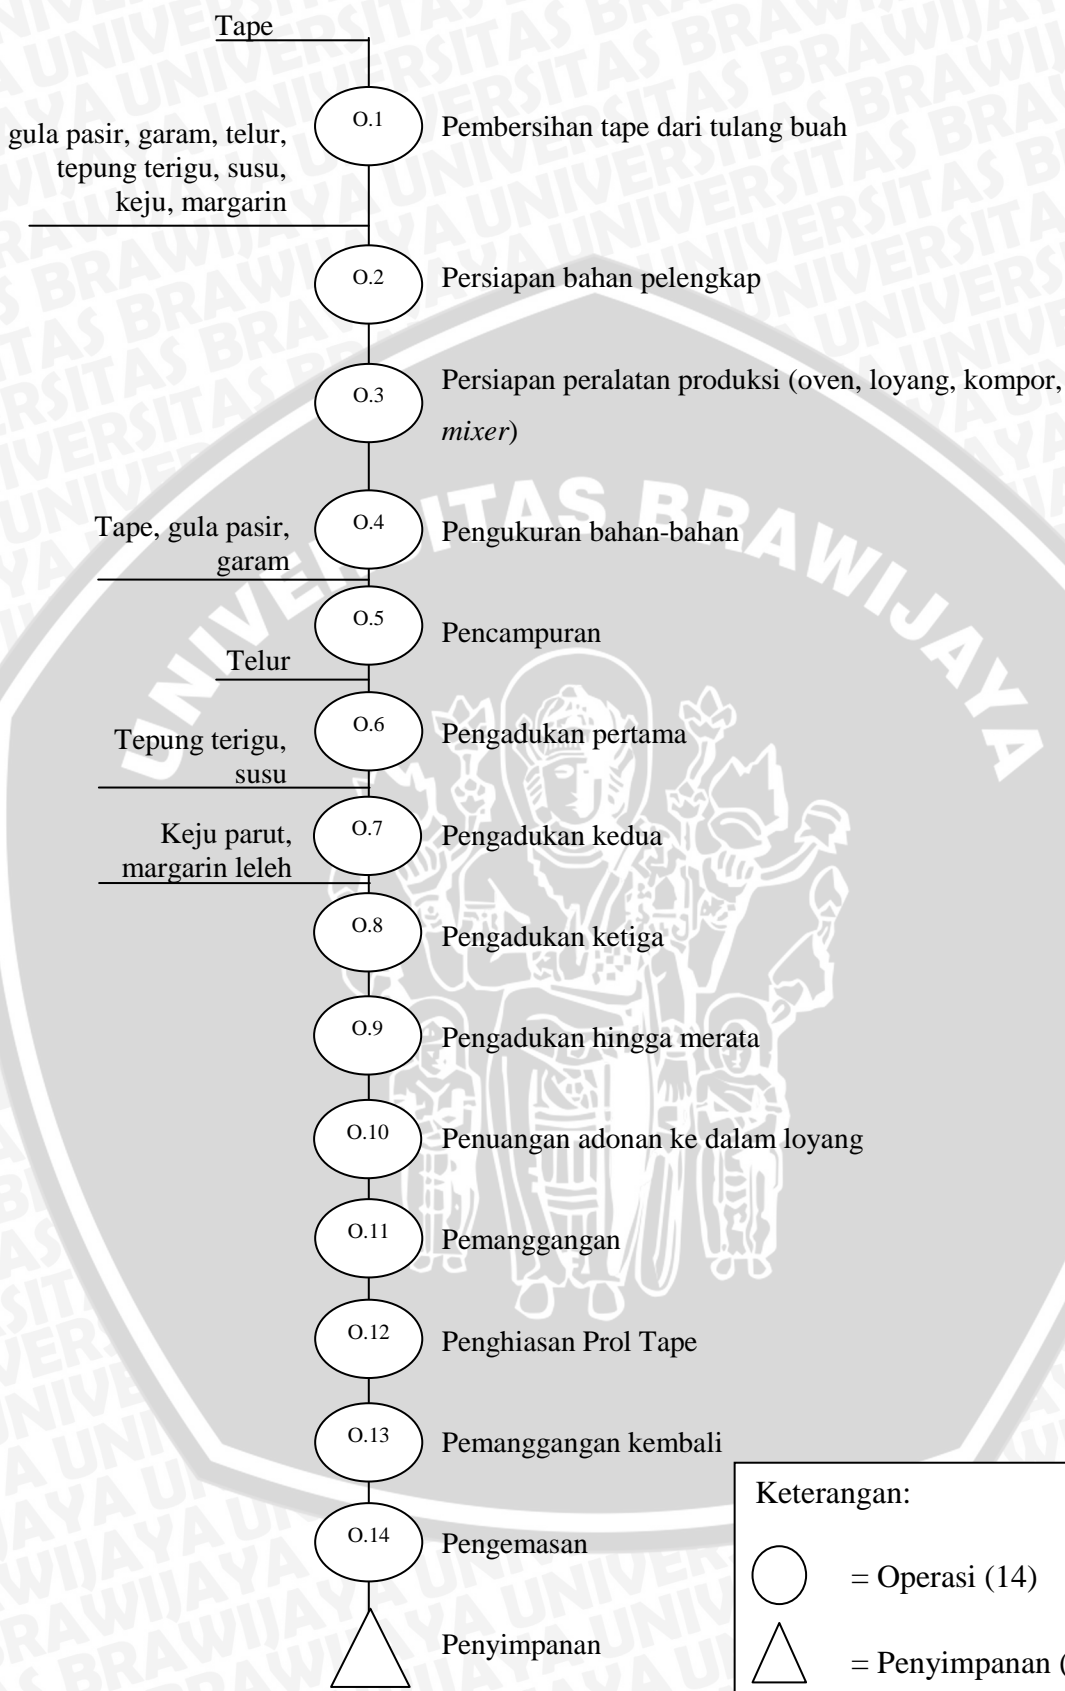 Tape
O.1
Pembersihan tape dari tulang buah
gula pasir, garam, telur,
tepung terigu, susu,
keju, margarin
O.2
Persiapan bahan pelengkap
O.3
Persiapan peralatan produksi (oven, loyang, kompor,
mixer)
O.4
Pengukuran bahan-bahan
Tape, gula pasir,
garam
O.5
Pencampuran
Telur
O.6
Pengadukan pertama
Tepung terigu,
susu
O.7
Pengadukan kedua
Keju parut,
margarin leleh
O.8
Pengadukan ketiga
O.9
Pengadukan hingga merata
O.10
Penuangan adonan ke dalam loyang
O.11
Pemanggangan
O.12
Penghiasan Prol Tape
O.13
Pemanggangan kembali
O.14
Pengemasan
Penyimpanan
Keterangan:
= Operasi (14)
= Penyimpanan (
UNIVERSITAS BRAWIJAYA